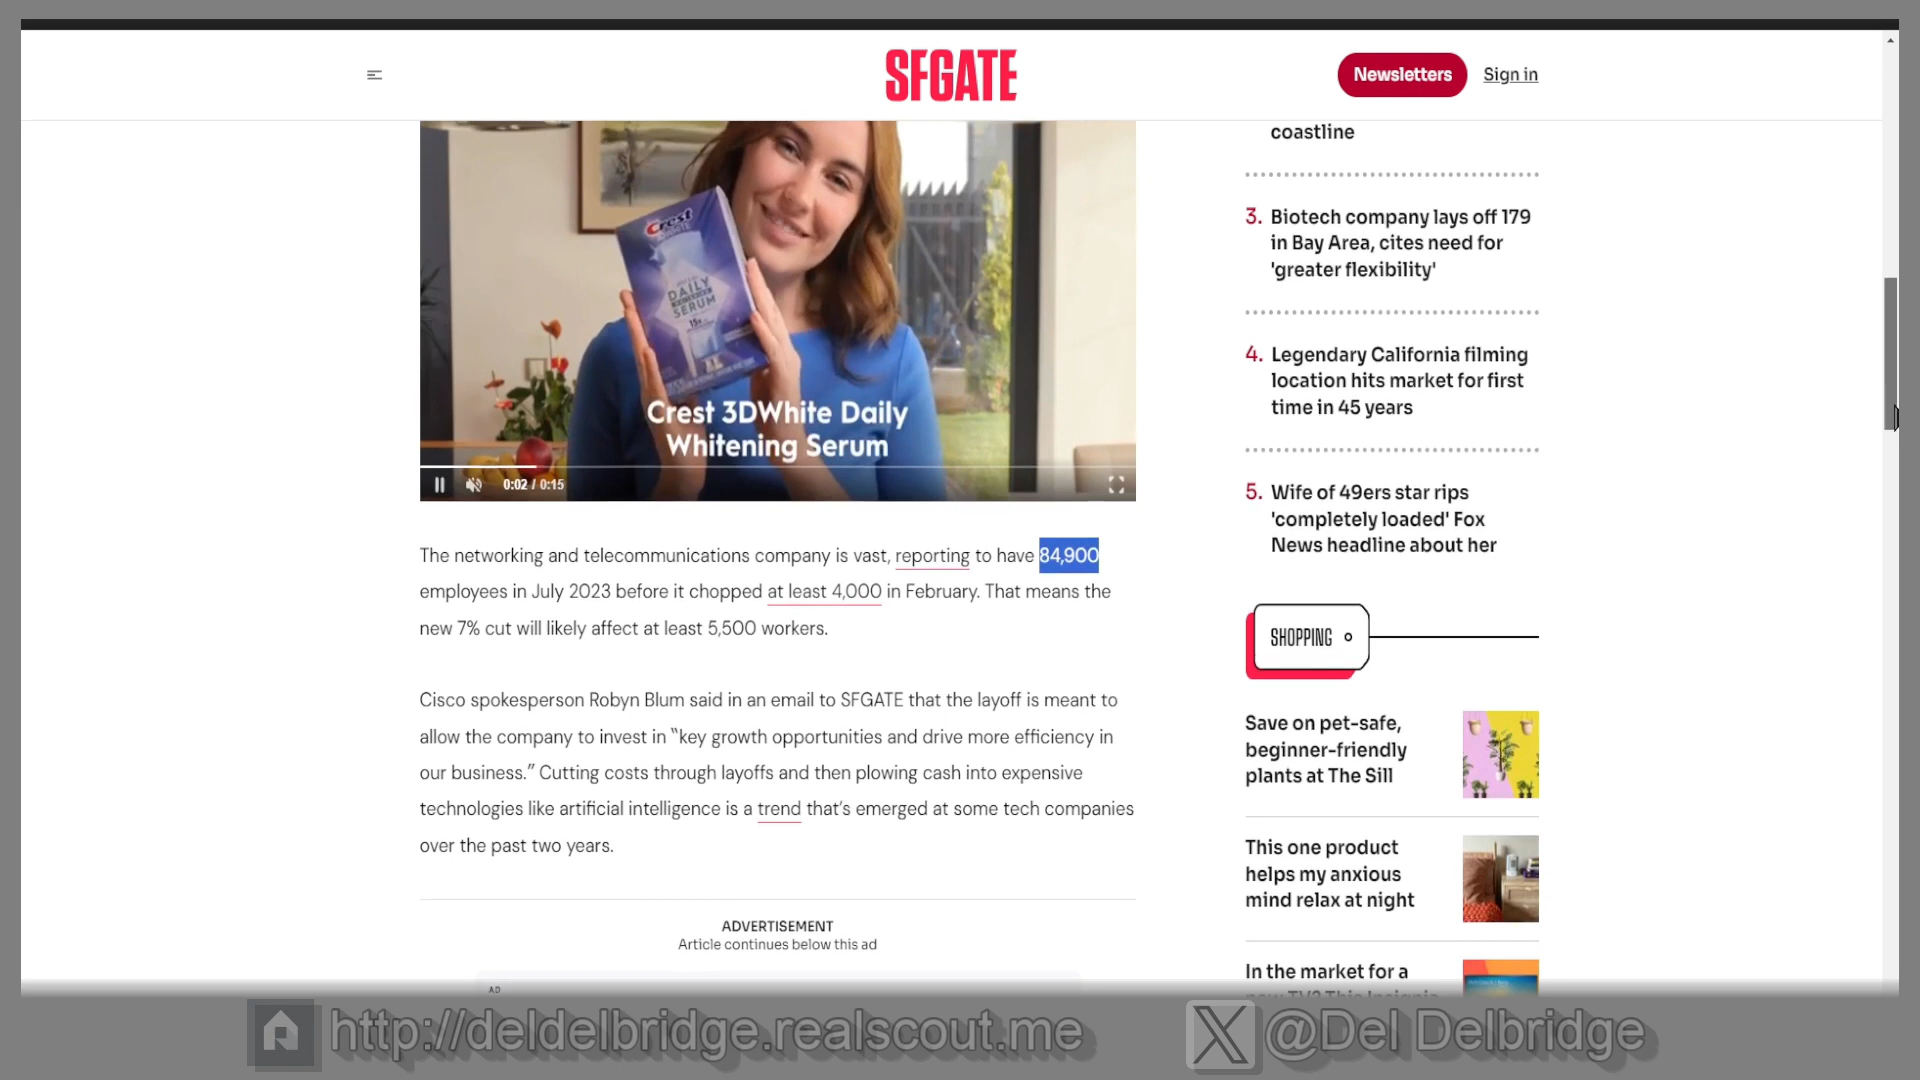 SFGATE
Newsletters
Sign in
Crest
DAILY
WHITENING
SERUM
Crest 3DWhite Daily
Whitening Serum
0:02 / 0:15
The networking and telecommunications company is vast, reporting to have 84,900
employees in July 2023 before it chopped at least 4,000 in February. That means the
new 7% cut will likely affect at least 5,500 workers.
Cisco spokesperson Robyn Blum said in an email to SFGATE that the layoff is meant to
allow the company to invest in “key growth opportunities and drive more efficiency in
our business.” Cutting costs through layoffs and then plowing cash into expensive
technologies like artificial intelligence is a trend that’s emerged at some tech companies
over the past two years.
ADVERTISEMENT
Article continues below this ad
AD
coastline
3. Biotech company lays off 179
in Bay Area, cites need for
'greater flexibility'
4. Legendary California filming
location hits market for first
time in 45 years
5. Wife of 49ers star rips
'completely loaded' Fox
News headline about her
SHOPPING
Save on pet-safe,
beginner-friendly
plants at The Sill
This one product
helps my anxious
mind relax at night
In the market for a
new TV? This Insignia
http://deldelbridge.realscout.me
@Del Delbridge